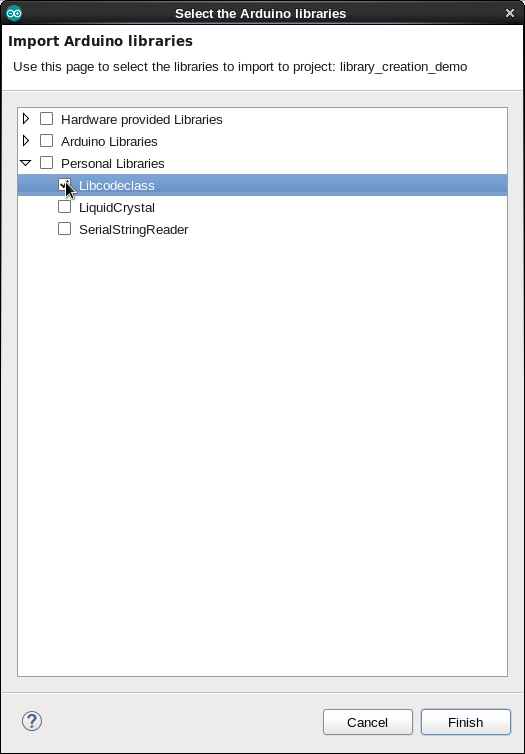 Select the Arduino libraries
Import Arduino libraries
Use this page to select the libraries to import to project: library_creation_demo
Hardware provided Libraries
Arduino Libraries
Personal Libraries
Libcodeclass
LiquidCrystal
SerialStringReader
?
Cancel
Finish